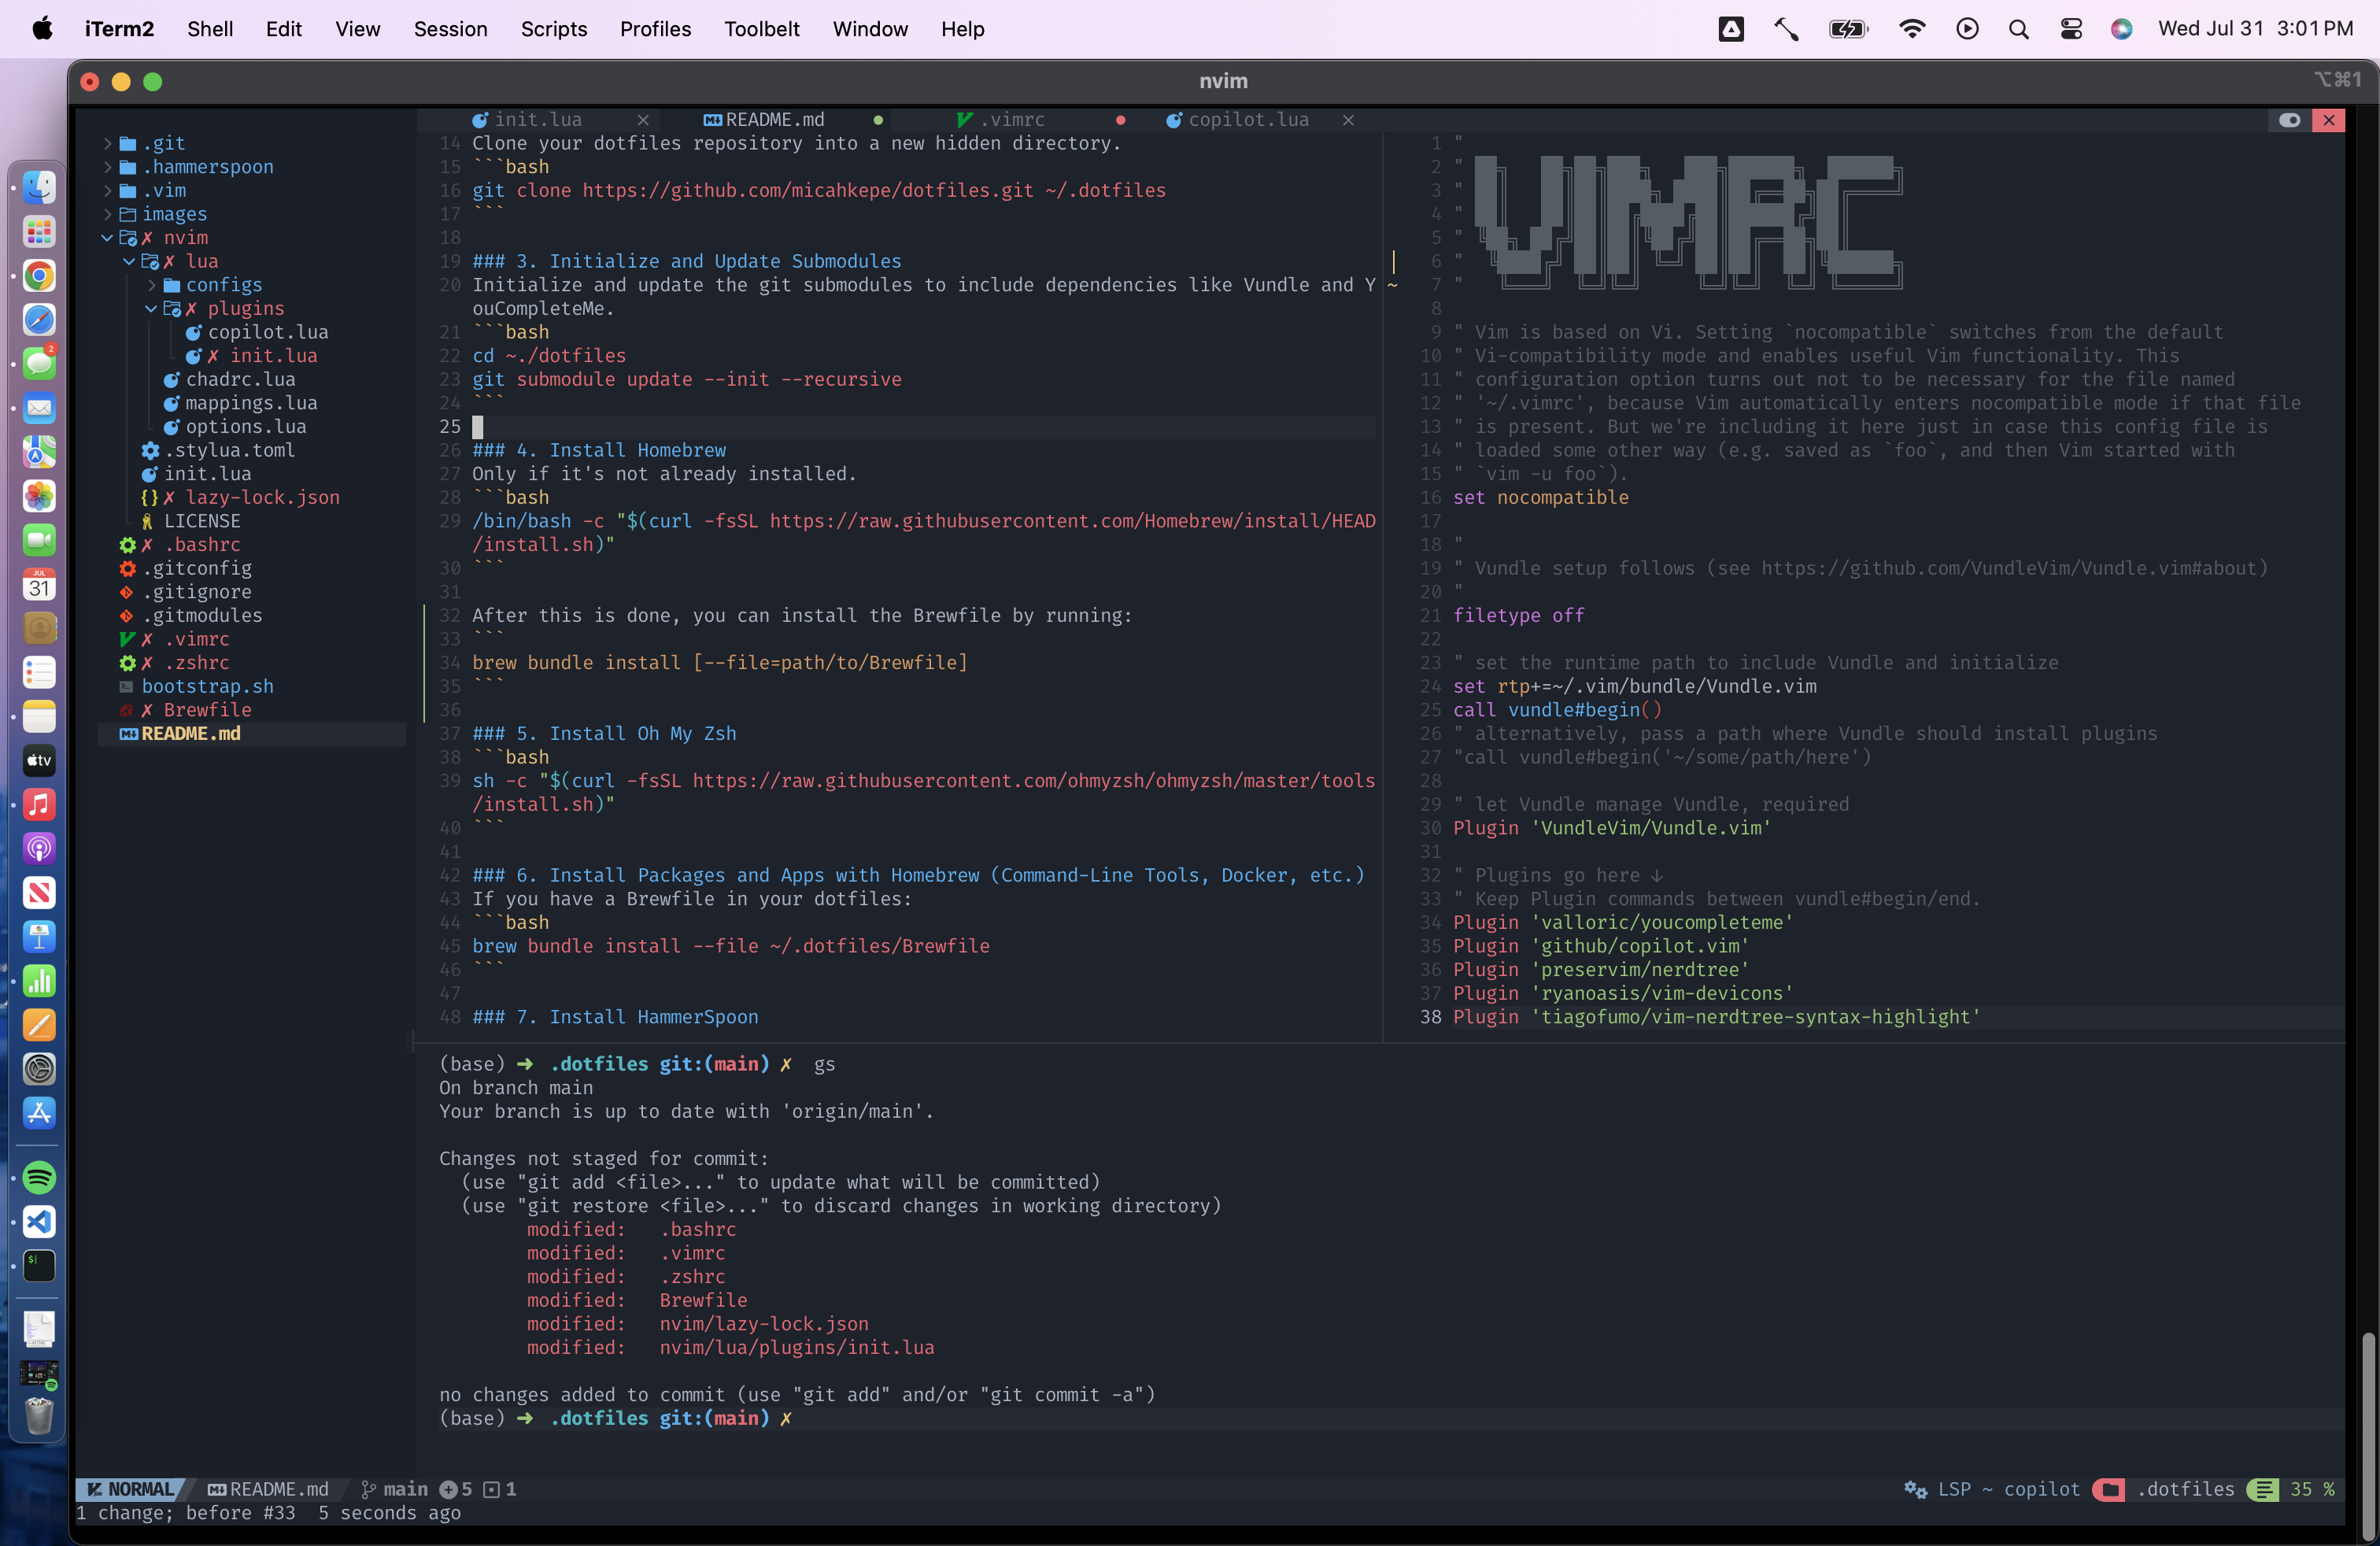 iTerm2 Shell Edit View Session Scripts Profiles Toolbelt Window Help
Wed Jul 31 3:01 PM
nvim
⌥⌘1
init.lua
README.md
.vimrc
copilot.lua
.git
.hammerspoon
.vim
images
nvim
lua
configs
plugins
copilot.lua
init.lua
chadrc.lua
mappings.lua
options.lua
.stylua.toml
init.lua
{} ✗ lazy-lock.json
LICENSE
✗ .bashrc
.gitconfig
.gitignore
.gitmodules
✗ .vimrc
✗ .zshrc
bootstrap.sh
✗ Brewfile
README.md
14 Clone your dotfiles repository into a new hidden directory.
15 ```bash
16 git clone https://github.com/micahkepe/dotfiles.git ~/.dotfiles
17 ```
18
19 ### 3. Initialize and Update Submodules
20 Initialize and update the git submodules to include dependencies like Vundle and Y
ouCompleteMe.
21 ```bash
22 cd ~./dotfiles
23 git submodule update --init --recursive
24 ```
25
26 ### 4. Install Homebrew
27 Only if it's not already installed.
28 ```bash
29 /bin/bash -c "$(curl -fsSL https://raw.githubusercontent.com/Homebrew/install/HEAD
/install.sh)"
30 ```
31
32 After this is done, you can install the Brewfile by running:
33 ```
34 brew bundle install [--file=path/to/Brewfile]
35 ```
36
37 ### 5. Install Oh My Zsh
38 ```bash
39 sh -c "$(curl -fsSL https://raw.githubusercontent.com/ohmyzsh/ohmyzsh/master/tools
/install.sh)"
40 ```
41
42 ### 6. Install Packages and Apps with Homebrew (Command-Line Tools, Docker, etc.)
43 If you have a Brewfile in your dotfiles:
44 ```bash
45 brew bundle install --file ~/.dotfiles/Brewfile
46 ```
47
48 ### 7. Install HammerSpoon
1 "
2 "
3 "
4 " VIMRC
5 "
6 "
~ 7 "
8
9 " Vim is based on Vi. Setting `nocompatible` switches from the default
10 " Vi-compatibility mode and enables useful Vim functionality. This
11 " configuration option turns out not to be necessary for the file named
12 " '~/.vimrc', because Vim automatically enters nocompatible mode if that file
13 " is present. But we're including it here just in case this config file is
14 " loaded some other way (e.g. saved as `foo`, and then Vim started with
15 " `vim -u foo`).
16 set nocompatible
17
18 "
19 " Vundle setup follows (see https://github.com/VundleVim/Vundle.vim#about)
20 "
21 filetype off
22
23 " set the runtime path to include Vundle and initialize
24 set rtp+=~/.vim/bundle/Vundle.vim
25 call vundle#begin()
26 " alternatively, pass a path where Vundle should install plugins
27 "call vundle#begin('~/some/path/here')
28
29 " let Vundle manage Vundle, required
30 Plugin 'VundleVim/Vundle.vim'
31
32 " Plugins go here ↓
33 " Keep Plugin commands between vundle#begin/end.
34 Plugin 'valloric/youcompleteme'
35 Plugin 'github/copilot.vim'
36 Plugin 'preservim/nerdtree'
37 Plugin 'ryanoasis/vim-devicons'
38 Plugin 'tiagofumo/vim-nerdtree-syntax-highlight'
(base) ➜ .dotfiles git:(main) ✗ gs
On branch main
Your branch is up to date with 'origin/main'.
Changes not staged for commit:
(use "git add <file>..." to update what will be committed)
(use "git restore <file>..." to discard changes in working directory)
modified: .bashrc
modified: .vimrc
modified: .zshrc
modified: Brewfile
modified: nvim/lazy-lock.json
modified: nvim/lua/plugins/init.lua
no changes added to commit (use "git add" and/or "git commit -a")
(base) ➜ .dotfiles git:(main) ✗
NORMAL README.md main 5 1
LSP ~ copilot .dotfiles 35 %
1 change; before #33 5 seconds ago
2
JUL
31
tv